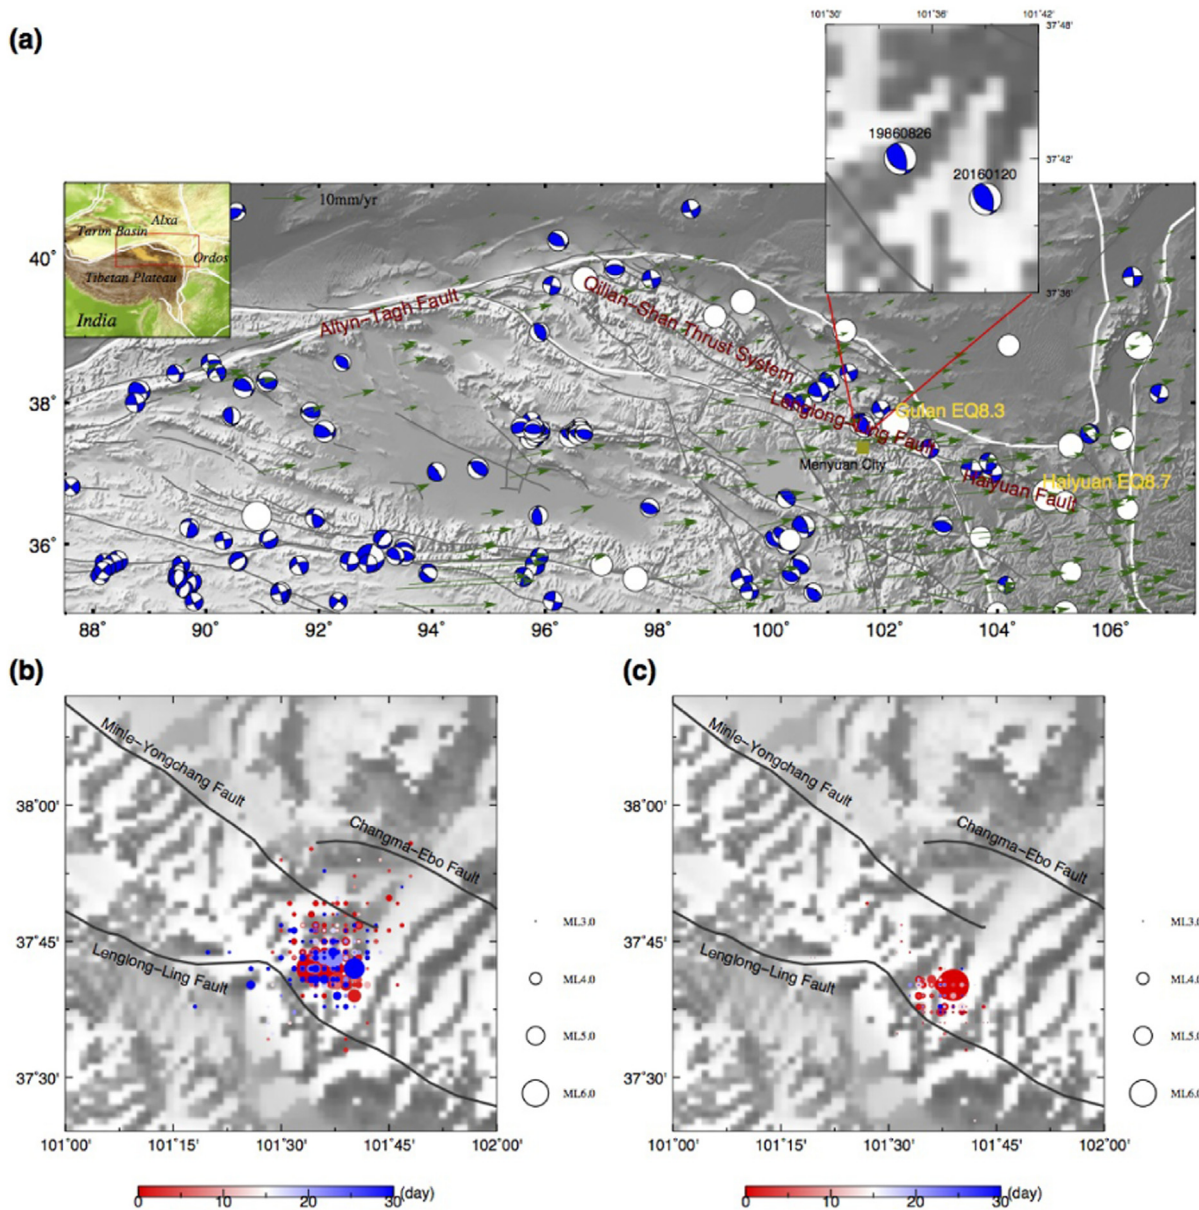 (a)
101°30'
101°36'
101°42'
37°48'
37°42'
37°36'
19860826
20160120
10mm/yr
Alxa
Tarim Basin
Ordos
Tibetan Plateau
India
Altyn-Tagh Fault
Qilian-Shan Thrust System
Lenglong-Ling Fault
Gulan EQ8.3
Menyuan City
Haiyuan EQ8.7
Haiyuan Fault
40°
38°
36°
88°
90°
92°
94°
96°
98°
100°
102°
104°
106°
(b)
Minle-Yongchang Fault
Changma-Ebo Fault
Lenglong-Ling Fault
38°00'
37°45'
37°30'
101°00'
101°15'
101°30'
101°45'
102°00'
ML3.0
ML4.0
ML5.0
ML6.0
0
10
20
30
(day)
(c)
Minle-Yongchang Fault
Changma-Ebo Fault
Lenglong-Ling Fault
38°00'
37°45'
37°30'
101°00'
101°15'
101°30'
101°45'
102°00'
ML3.0
ML4.0
ML5.0
ML6.0
0
10
20
30
(day)